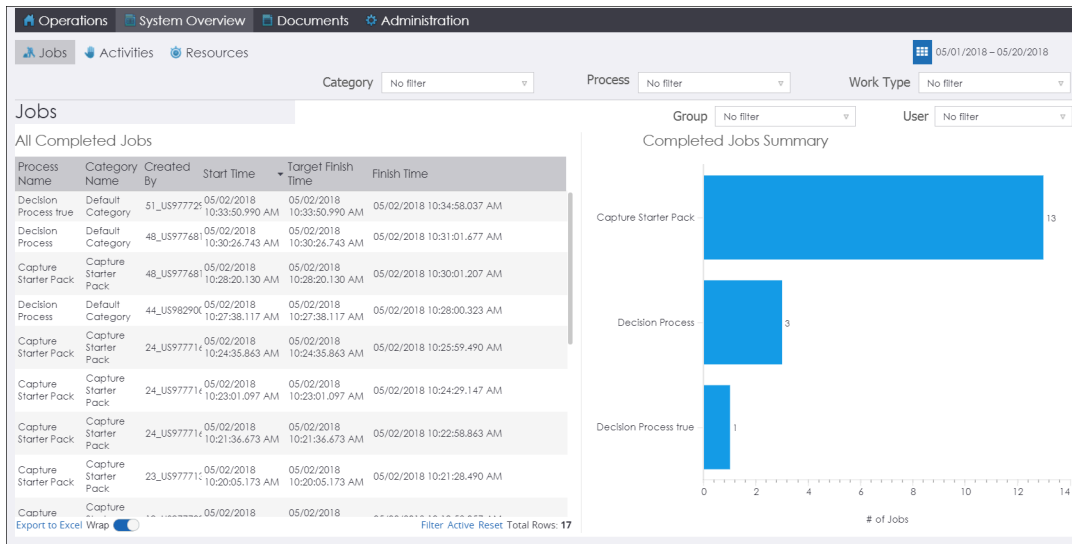 Operations System Overview Documents Administration
Jobs Activities Resources 05/01/2018 – 05/20/2018
Category No filter Process No filter Work Type No filter
Jobs
Group No filter User No filter
All Completed Jobs
Process Name Category Name Created By Start Time Target Finish Time Finish Time
Decision Process true Default Category 51_US97772 05/02/2018 10:33:50.990 AM 05/02/2018 10:33:50.990 AM 05/02/2018 10:34:58.037 AM
Decision Process Default Category 48_US977681 05/02/2018 10:30:26.743 AM 05/02/2018 10:30:26.743 AM 05/02/2018 10:31:01.677 AM
Capture Starter Pack Capture Starter Pack 48_US977681 05/02/2018 10:28:20.130 AM 05/02/2018 10:28:20.130 AM 05/02/2018 10:30:01.207 AM
Decision Process Default Category 44_US98290 05/02/2018 10:27:38.117 AM 05/02/2018 10:27:38.117 AM 05/02/2018 10:28:00.323 AM
Capture Starter Pack Capture Starter Pack 24_US97771 05/02/2018 10:24:35.863 AM 05/02/2018 10:24:35.863 AM 05/02/2018 10:25:59.490 AM
Capture Starter Pack Capture Starter Pack 24_US97771 05/02/2018 10:23:01.097 AM 05/02/2018 10:23:01.097 AM 05/02/2018 10:24:29.147 AM
Capture Starter Pack Capture Starter Pack 24_US97771 05/02/2018 10:21:36.673 AM 05/02/2018 10:21:36.673 AM 05/02/2018 10:22:58.863 AM
Capture Starter Pack Capture Starter Pack 23_US97771 05/02/2018 10:20:05.173 AM 05/02/2018 10:20:05.173 AM 05/02/2018 10:21:28.490 AM
Capture Capture 05/02/2018 05/02/2018
Export to Excel Wrap Filter Active Reset Total Rows: 17
Completed Jobs Summary
Capture Starter Pack 13
Decision Process 3
Decision Process true 1
0 2 4 6 8 10 12 14
# of Jobs